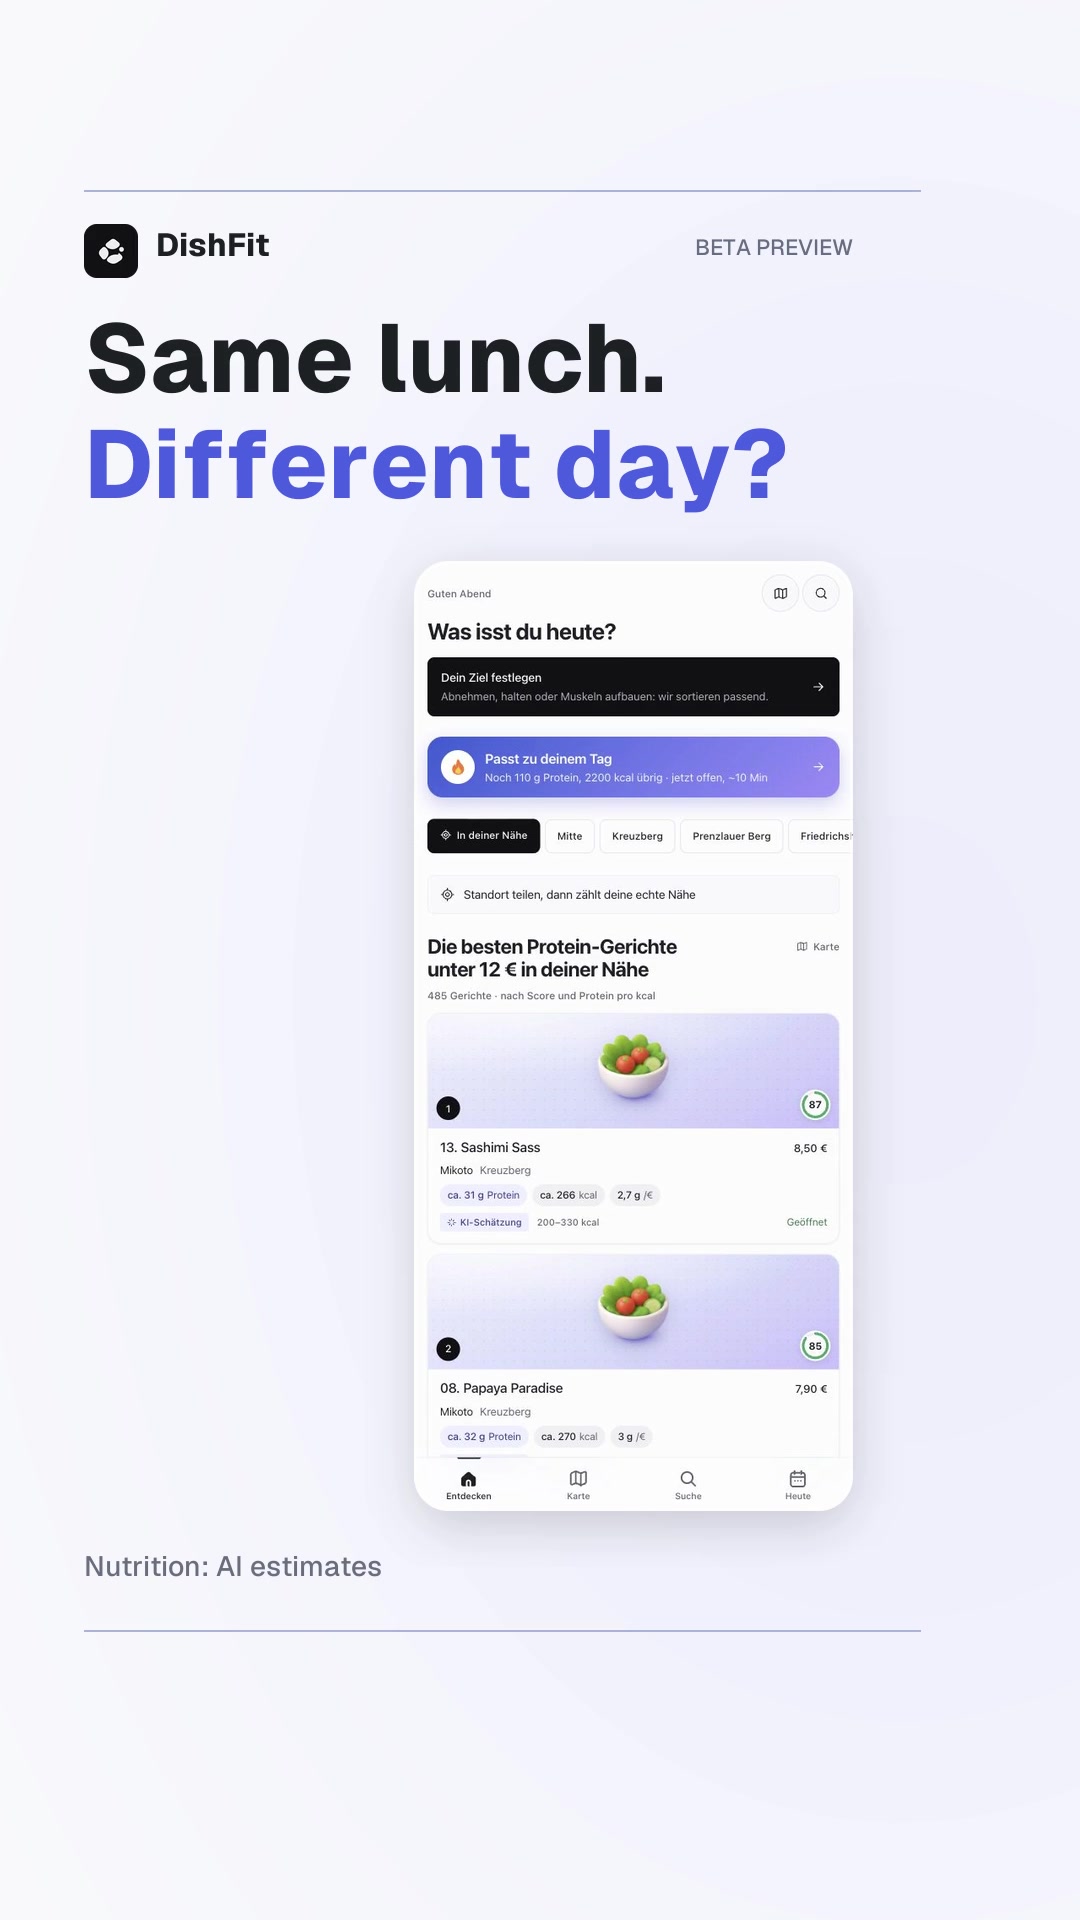 DishFit
BETA PREVIEW
Same lunch.
Different day?
Guten Abend
Was isst du heute?
Dein Ziel festlegen
Abnehmen, halten oder Muskeln aufbauen: wir sortieren passend.
Passt zu deinem Tag
Noch 110 g Protein, 2200 kcal übrig · jetzt offen, ~10 Min
In deiner Nähe
Mitte
Kreuzberg
Prenzlauer Berg
Friedrichs
Standort teilen, dann zählt deine echte Nähe
Die besten Protein-Gerichte
unter 12 € in deiner Nähe
Karte
485 Gerichte · nach Score und Protein pro kcal
1
87
13. Sashimi Sass
8,50 €
Mikoto Kreuzberg
ca. 31 g Protein
ca. 266 kcal
2,7 g /€
KI-Schätzung
200–330 kcal
Geöffnet
2
85
08. Papaya Paradise
7,90 €
Mikoto Kreuzberg
ca. 32 g Protein
ca. 270 kcal
3 g /€
Entdecken
Karte
Suche
Heute
Nutrition: AI estimates